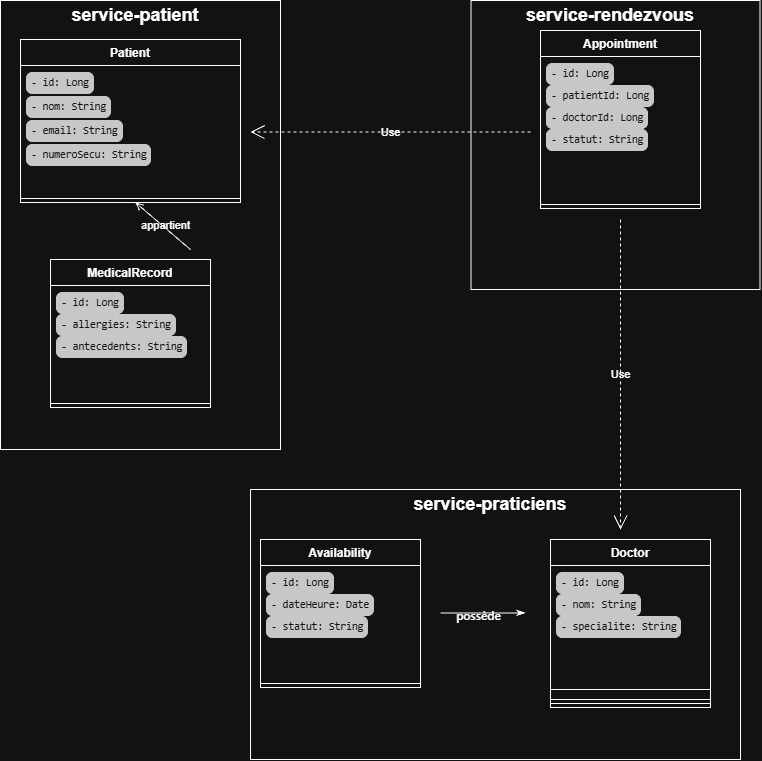 service-patient
Patient
- id: Long
- nom: String
- email: String
- numeroSecu: String
appartient
MedicalRecord
- id: Long
- allergies: String
- antecedents: String
Use
service-rendezvous
Appointment
- id: Long
- patientId: Long
- doctorId: Long
- statut: String
Use
service-praticiens
Availability
- id: Long
- dateHeure: Date
- statut: String
possède
Doctor
- id: Long
- nom: String
- specialite: String